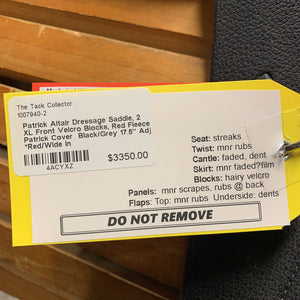 The Tack Collector
1007940-2
Patrick Altair Dressage Saddle, 2
XL Front Velcro Blocks, Red Fleece
Patrick Cover Black/Grey 17.5" Adj
*Red/Wide In
4ACYXZ
$3350.00
Seat: streaks
Twist: mnr rubs
Cantle: faded, dent
Skirt: mnr faded?film
Blocks: hairy velcro
Panels: mnr scrapes, rubs @ back
Flaps: Top: mnr rubs Underside: dents
DO NOT REMOVE